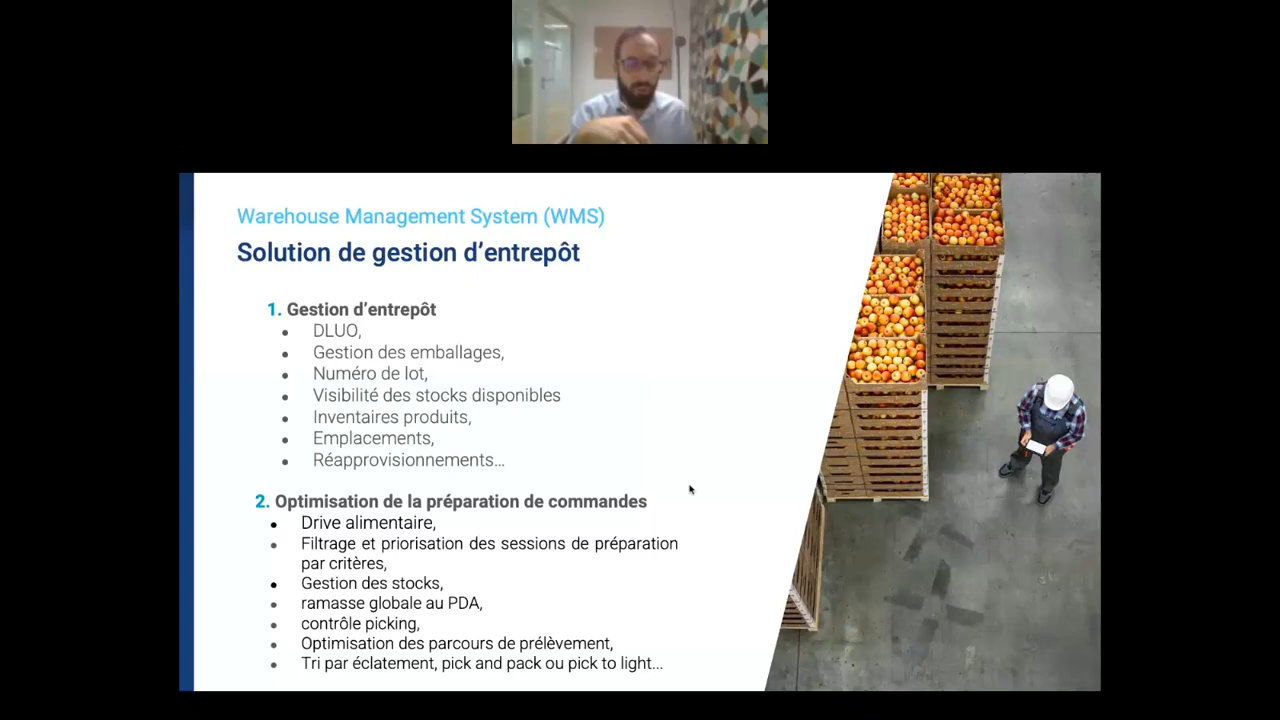 Warehouse Management System (WMS)
Solution de gestion d’entrepôt
1. Gestion d’entrepôt
• DLUO,
• Gestion des emballages,
• Numéro de lot,
• Visibilité des stocks disponibles
• Inventaires produits,
• Emplacements,
• Réapprovisionnements...
2. Optimisation de la préparation de commandes
• Drive alimentaire,
• Filtrage et priorisation des sessions de préparation
par critères,
• Gestion des stocks,
• ramasse globale au PDA,
• contrôle picking,
• Optimisation des parcours de prélèvement,
• Tri par éclatement, pick and pack ou pick to light...